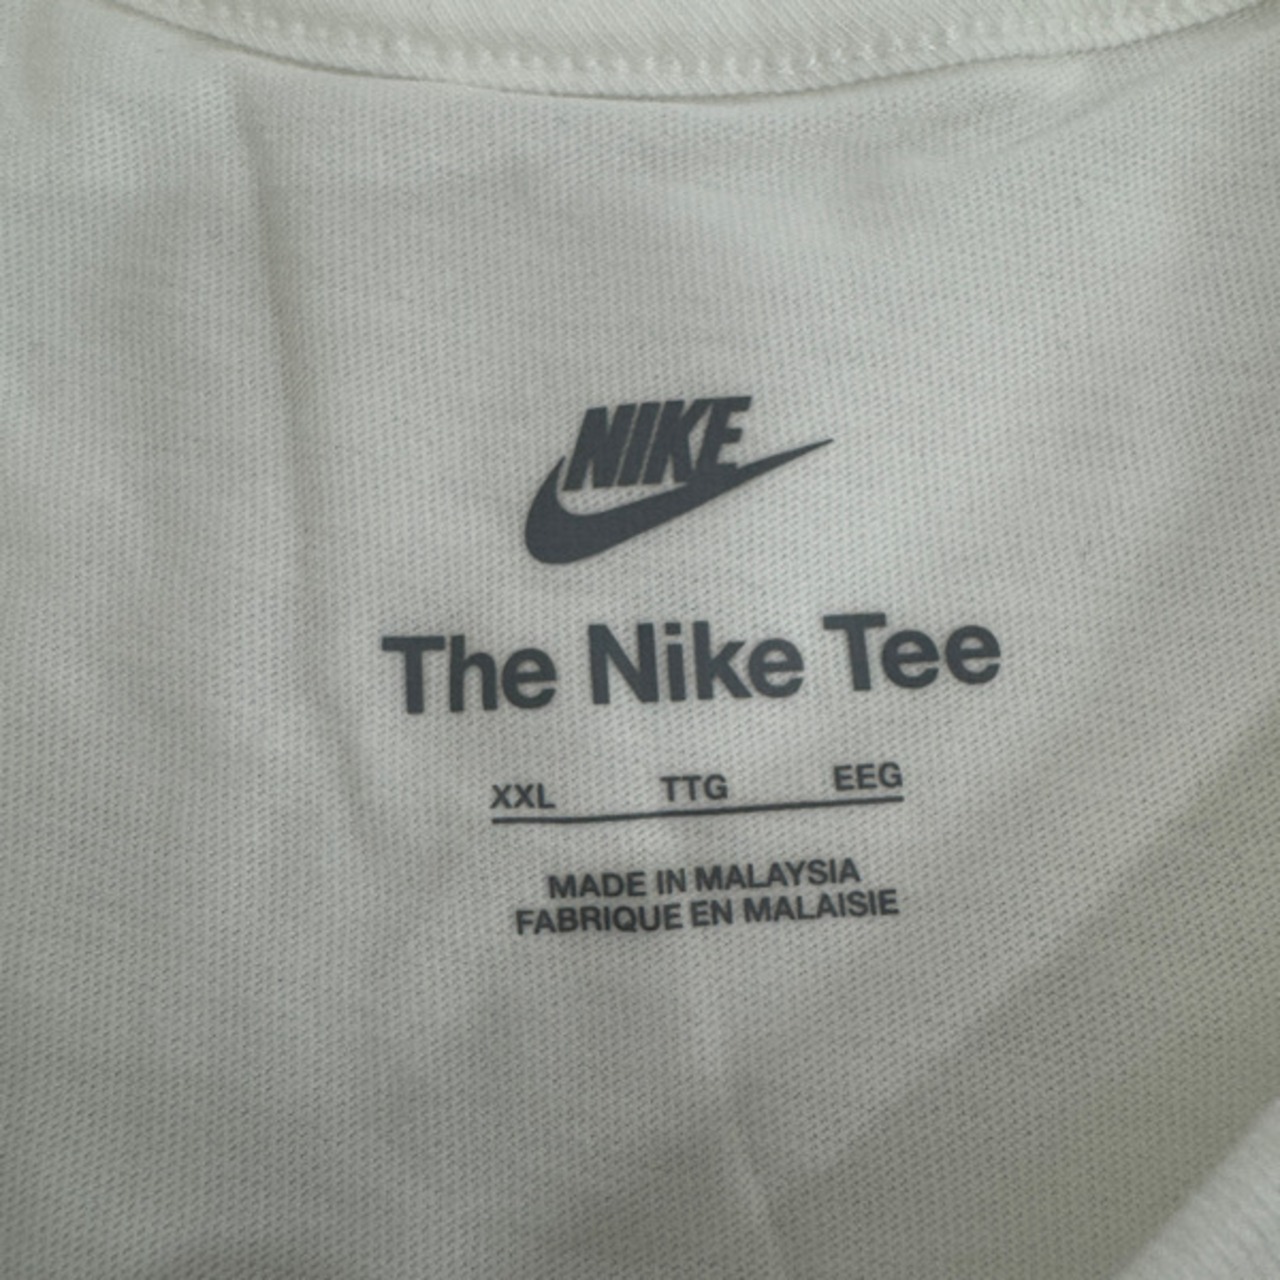 NIKE
The Nike Tee
XXL TTG EEG
MADE IN MALAYSIA
FABRIQUE EN MALAISIE